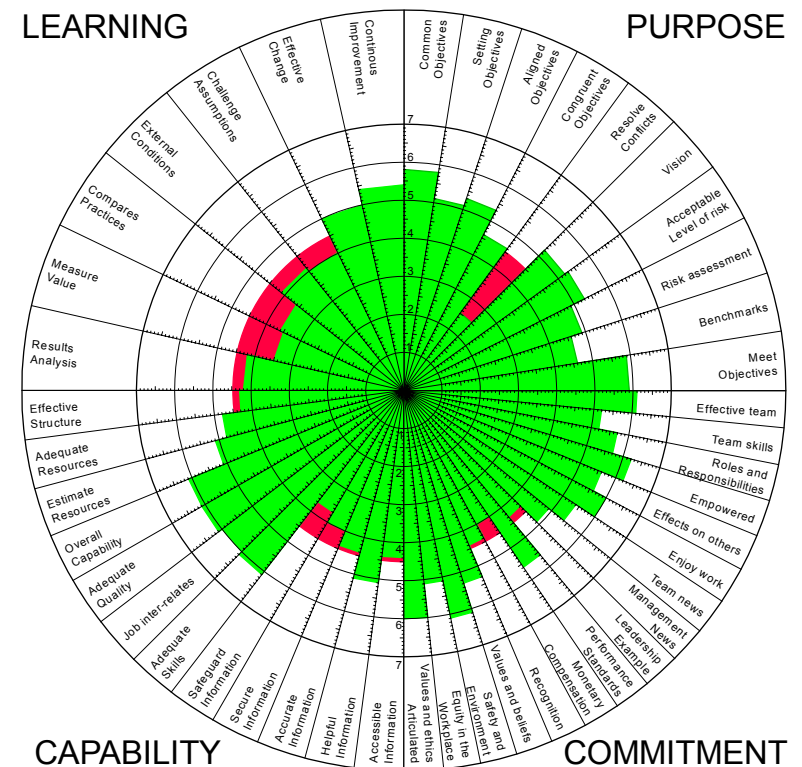 LEARNING
PURPOSE
Common
Objectives
Setting
Objectives
Aligned
Objectives
Congruent
Objectives
Resolve
Conflicts
Vision
Acceptable
Level of risk
Risk assessment
Benchmarks
Meet
Objectives
Effective team
Team skills
Roles and
Responsibilities
Empowered
Effects on others
Enjoy work
Team news
Management
News
Leadership
Example
Performance
Standards
Monetary
Compensation
Recognition
Values and beliefs
Safety and
Environment
Equity in the
Workplace
Values and ethics
Articulated
Accessible
Information
Helpful
Information
Accurate
Information
Secure
Information
Safeguard
Information
Adequate
Skills
Job inter-relates
Adequate
Quality
Overall
Capability
Estimate
Resources
Adequate
Resources
Effective
Structure
Results
Analysis
Measure
Value
Compares
Practices
External
Conditions
Challenge
Assumptions
Effective
Change
Continous
Improvement
7
6
5
4
3
2
1
1
2
3
4
5
6
7
CAPABILITY
COMMITMENT